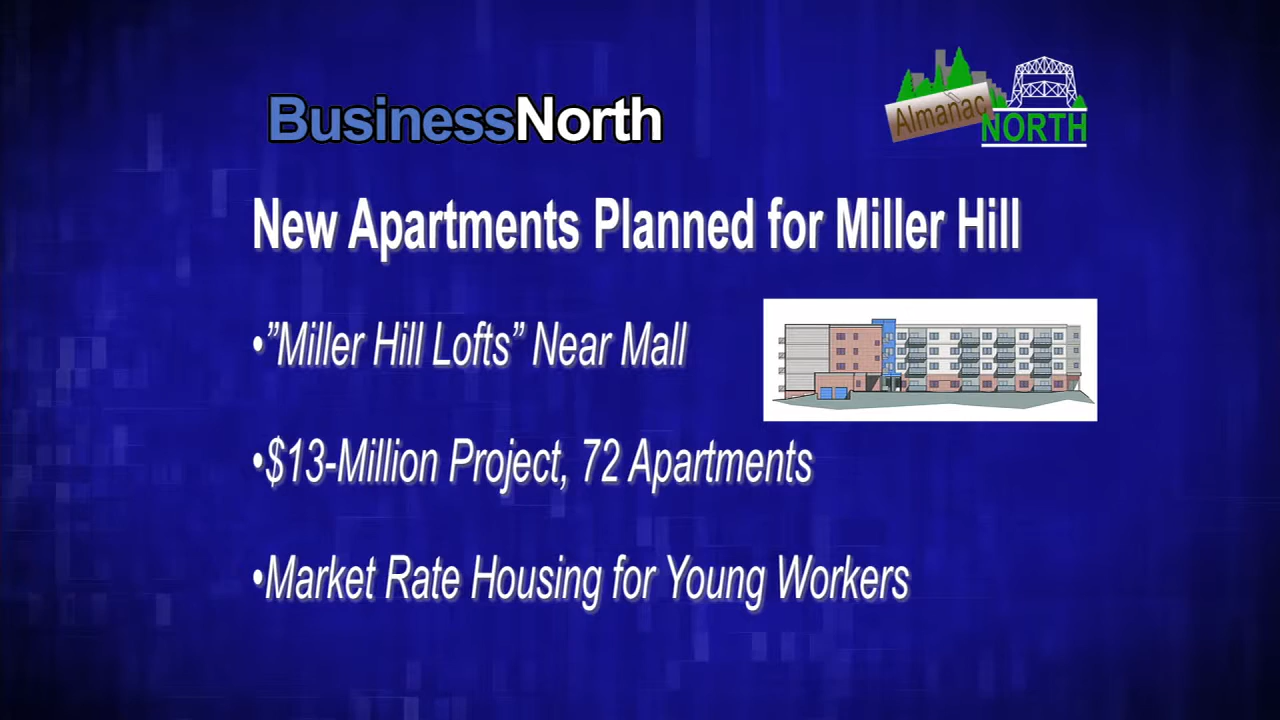 BusinessNorth
Almanac
NORTH
New Apartments Planned for Miller Hill
•”Miller Hill Lofts” Near Mall
•$13-Million Project, 72 Apartments
•Market Rate Housing for Young Workers